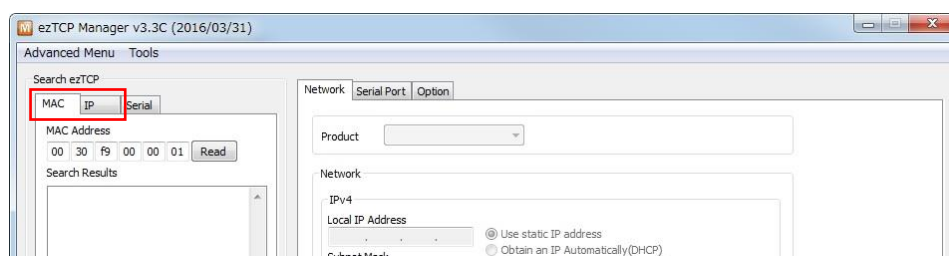 ezTCP Manager v3.3C (2016/03/31)
Advanced Menu Tools
Search ezTCP
MAC IP Serial
MAC Address
00 30 f9 00 00 01 Read
Search Results
Network Serial Port Option
Product
Network
IPv4
Local IP Address
. . .
Use static IP address
Obtain an IP Automatically(DHCP)
Subnet Mask